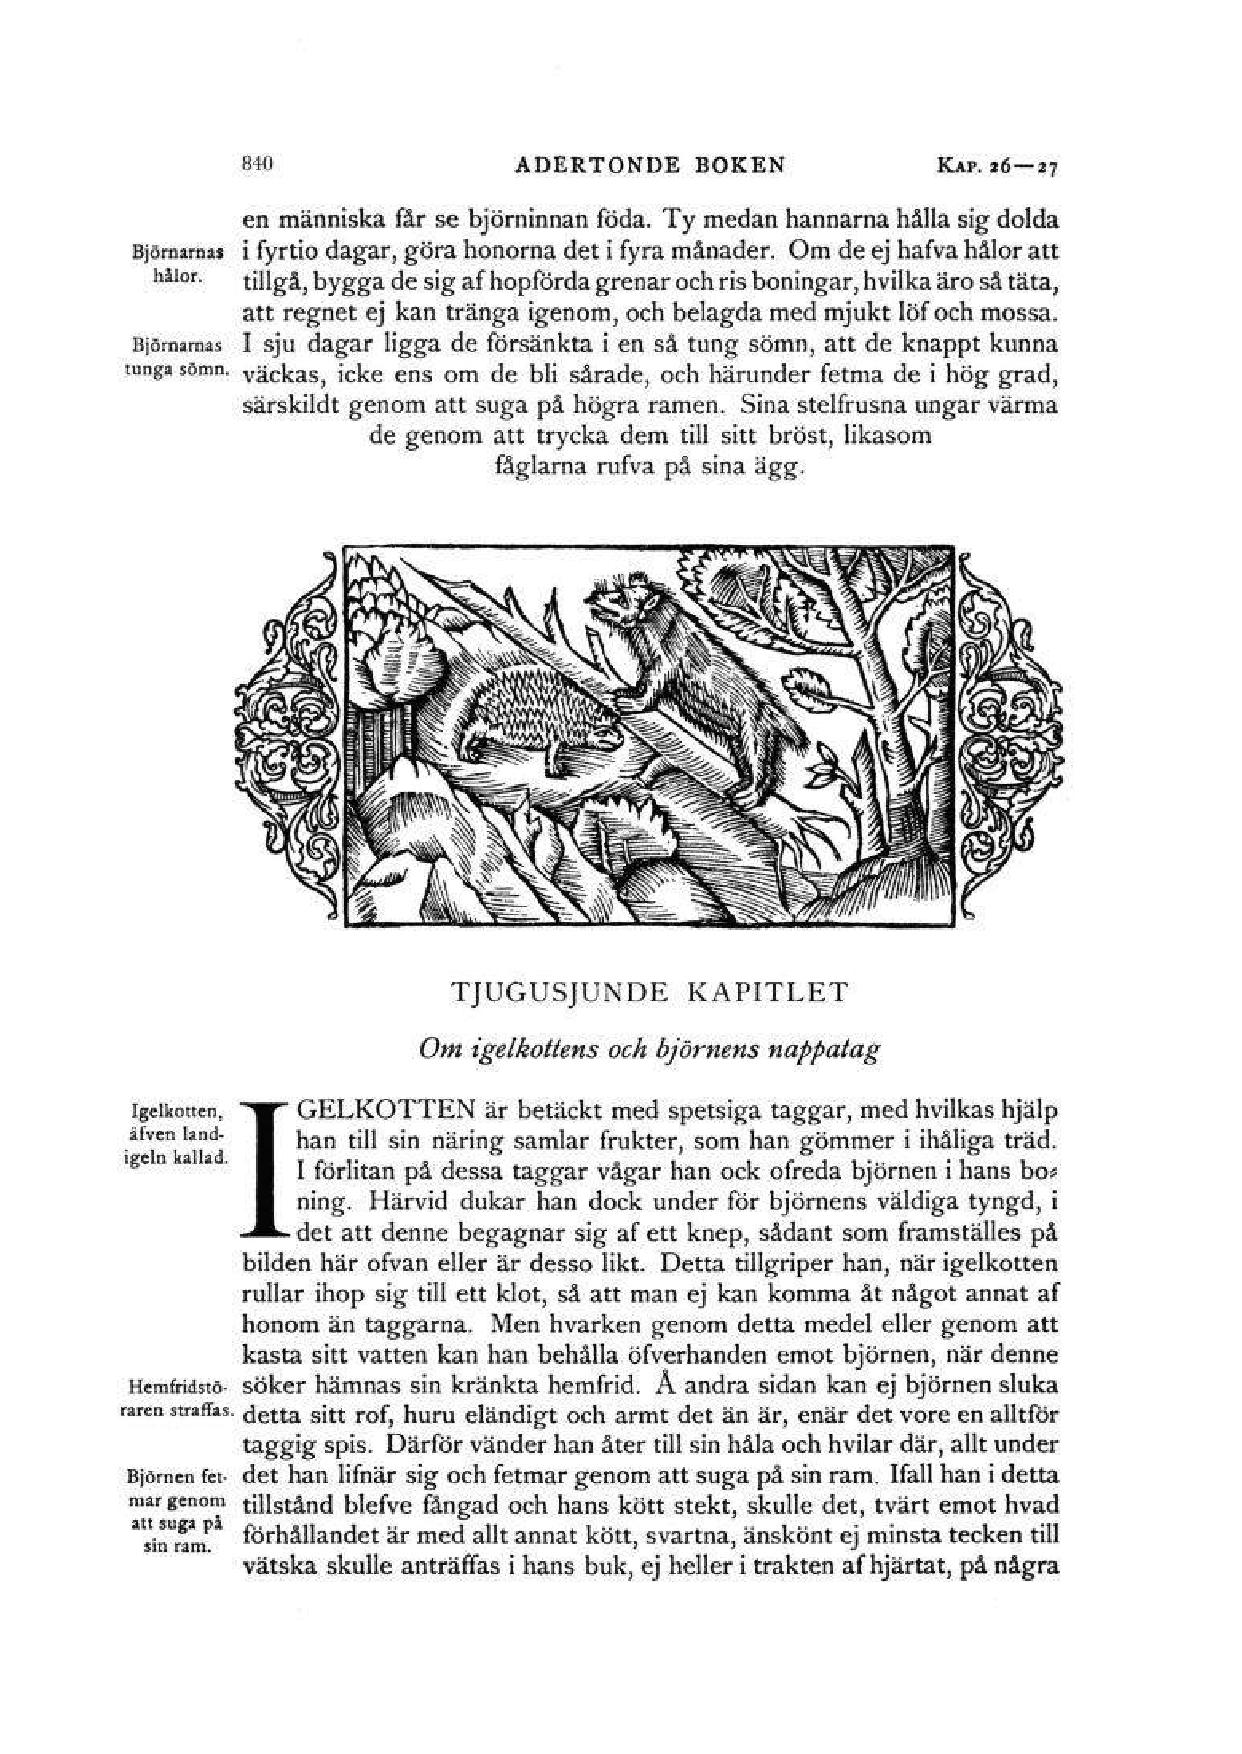 840 ADERTONDE BOKEN KAP. 26—27
en människa får se björninnan föda. Ty medan hannarna hålla sig dolda
Björnarnas i fyrtio dagar, göra honorna det i fyra månader. Om de ej hafva hålor att
hålor. tillgå, bygga de sig af hopförda grenar och ris boningar, hvilka äro så täta,
att regnet ej kan tränga igenom, och belagda med mjukt löf och mossa.
Björnarnas I sju dagar ligga de försänkta i en så tung sömn, att de knappt kunna
tunga sömn. väckas, icke ens om de bli sårade, och härunder fetma de i hög grad,
särskildt genom att suga på högra ramen. Sina stelfrusna ungar värma
de genom att trycka dem till sitt bröst, likasom
fåglarna rufva på sina ägg.
TJUGUSJUNDE KAPITLET
Om igelkottens och björnens nappatag
Igelkotten,
äfven land-
igeln kallad.
IGELKOTTEN är betäckt med spetsiga taggar, med hvilkas hjälp
han till sin näring samlar frukter, som han gömmer i ihåliga träd.
I förlitan på dessa taggar vågar han ock ofreda björnen i hans bo-
ning. Härvid dukar han dock under för björnens väldiga tyngd, i
det att denne begagnar sig af ett knep, sådant som framställes på
bilden här ofvan eller är desso likt. Detta tillgriper han, när igelkotten
rullar ihop sig till ett klot, så att man ej kan komma åt något annat af
honom än taggarna. Men hvarken genom detta medel eller genom att
kasta sitt vatten kan han behålla öfverhanden emot björnen, när denne
Hemfridstö- söker hämnas sin kränkta hemfrid. Å andra sidan kan ej björnen sluka
raren straffas. detta sitt rof, huru eländigt och armt det än är, enär det vore en alltför
taggig spis. Därför vänder han åter till sin håla och hvilar där, allt under
Björnen fet- det han lifnär sig och fetmar genom att suga på sin ram. Ifall han i detta
mar genom tillstånd blefve fångad och hans kött stekt, skulle det, tvärt emot hvad
att suga på förhållandet är med allt annat kött, svartna, änskönt ej minsta tecken till
sin ram. vätska skulle anträffas i hans buk, ej heller i trakten af hjärtat, på några